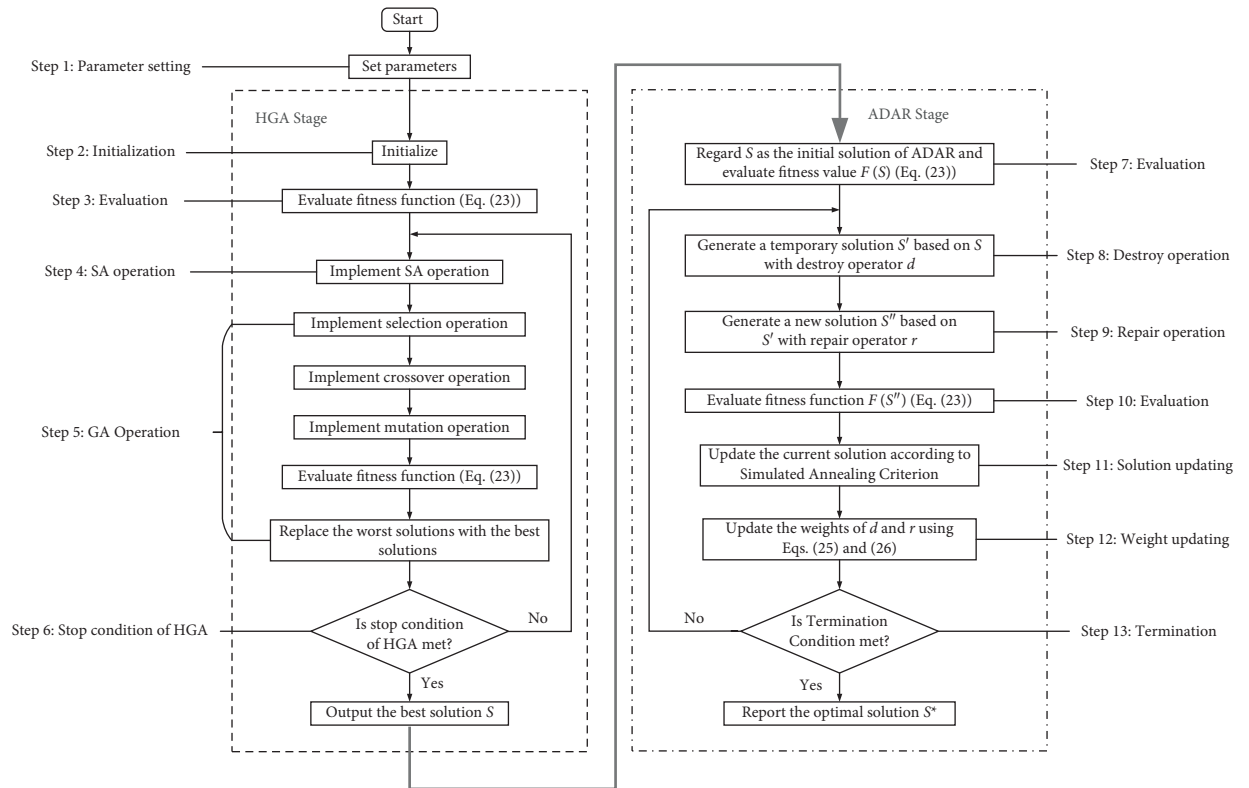 Start
Step 1: Parameter setting
Set parameters
HGA Stage
Step 2: Initialization
Initialize
Step 3: Evaluation
Evaluate fitness function (Eq. (23))
Step 4: SA operation
Implement SA operation
Implement selection operation
Implement crossover operation
Step 5: GA Operation
Implement mutation operation
Evaluate fitness function (Eq. (23))
Replace the worst solutions with the best
solutions
Step 6: Stop condition of HGA
Is stop condition
of HGA met?
No
Yes
Output the best solution S
ADAR Stage
Regard S as the initial solution of ADAR and
evaluate fitness value F (S) (Eq. (23))
Step 7: Evaluation
Generate a temporary solution S′ based on S
with destroy operator d
Step 8: Destroy operation
Generate a new solution S″ based on
S′ with repair operator r
Step 9: Repair operation
Evaluate fitness function F (S″) (Eq. (23))
Step 10: Evaluation
Update the current solution according to
Simulated Annealing Criterion
Step 11: Solution updating
Update the weights of d and r using
Eqs. (25) and (26)
Step 12: Weight updating
No
Is Termination
Condition met?
Step 13: Termination
Yes
Report the optimal solution S*